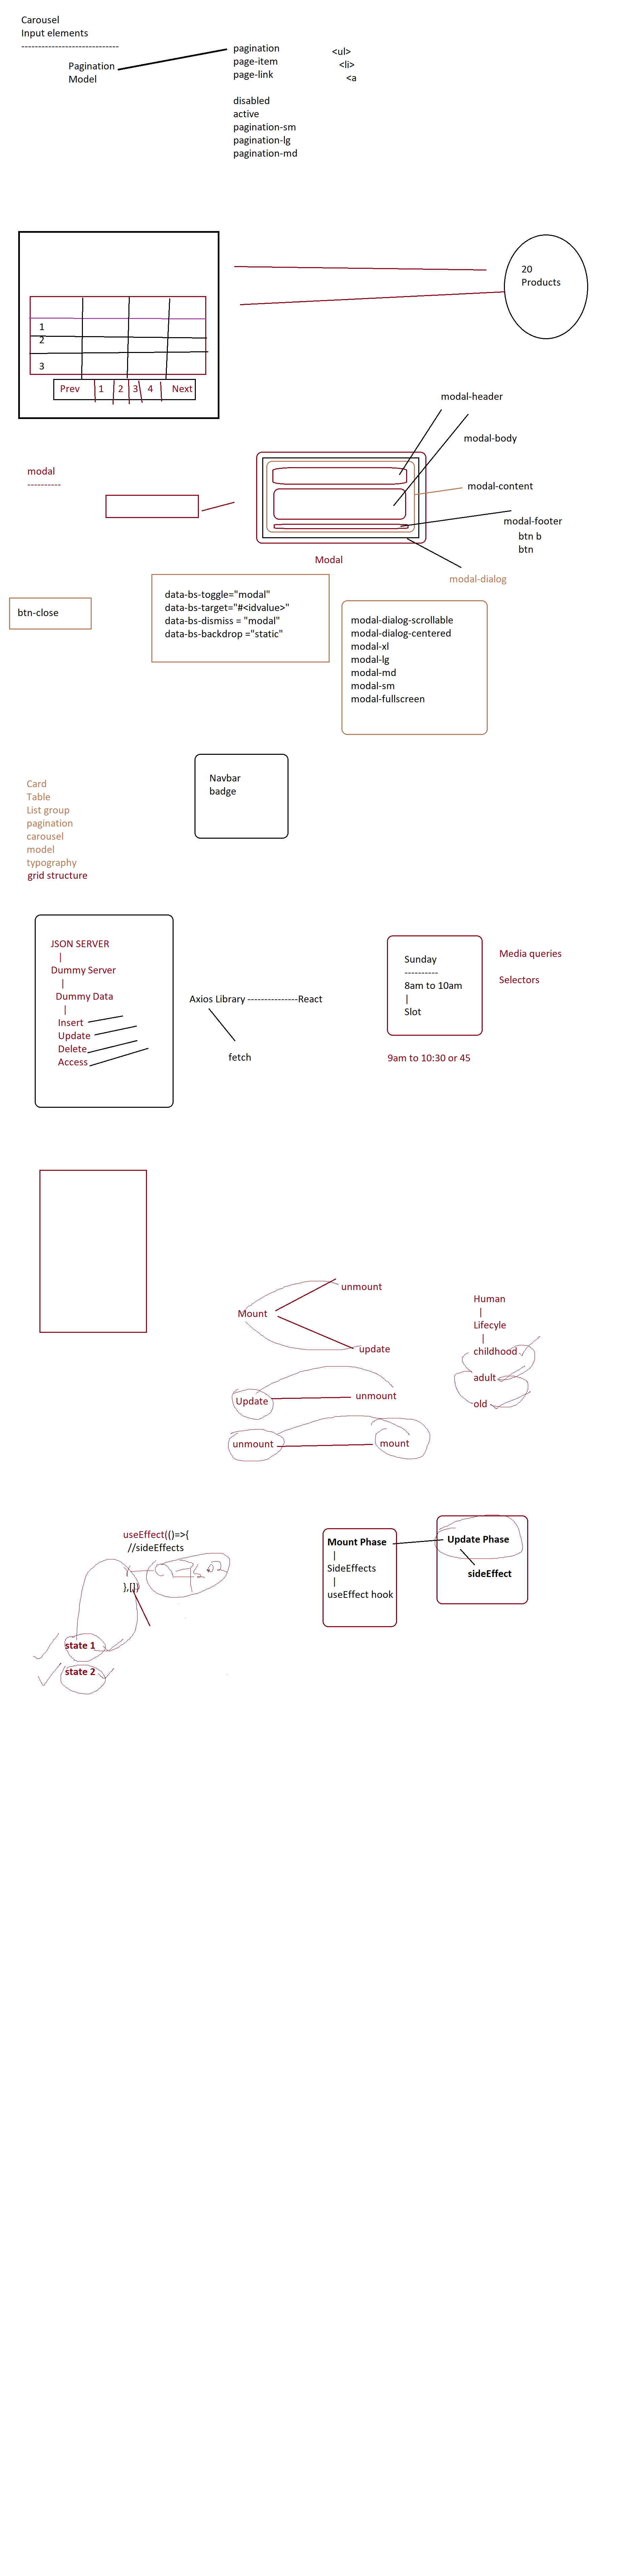 Carousel
Input elements
-----------------------------
Pagination
Model
pagination
page-item
page-link
<ul>
<li>
<a
disabled
active
pagination-sm
pagination-lg
pagination-md
20
Products
1
2
3
Prev 1 2 3 4 Next
modal-header
modal-body
modal-content
modal-footer
btn b
btn
modal
----------
Modal
modal-dialog
btn-close
data-bs-toggle="modal"
data-bs-target="#<idvalue>"
data-bs-dismiss = "modal"
data-bs-backdrop ="static"
modal-dialog-scrollable
modal-dialog-centered
modal-xl
modal-lg
modal-md
modal-sm
modal-fullscreen
Navbar
badge
Card
Table
List group
pagination
carousel
model
typography
grid structure
JSON SERVER
|
Dummy Server
|
Dummy Data
|
Insert
Update
Delete
Access
Axios Library ---------------React
fetch
Sunday
----------
8am to 10am
|
Slot
Media queries
Selectors
9am to 10:30 or 45
Mount
unmount
update
Update
unmount
unmount
mount
Human
|
Lifecyle
|
childhood
adult
old
useEffect(()=>{
//sideEffects
},[])
state 1
state 2
Mount Phase
|
SideEffects
|
useEffect hook
Update Phase
sideEffect